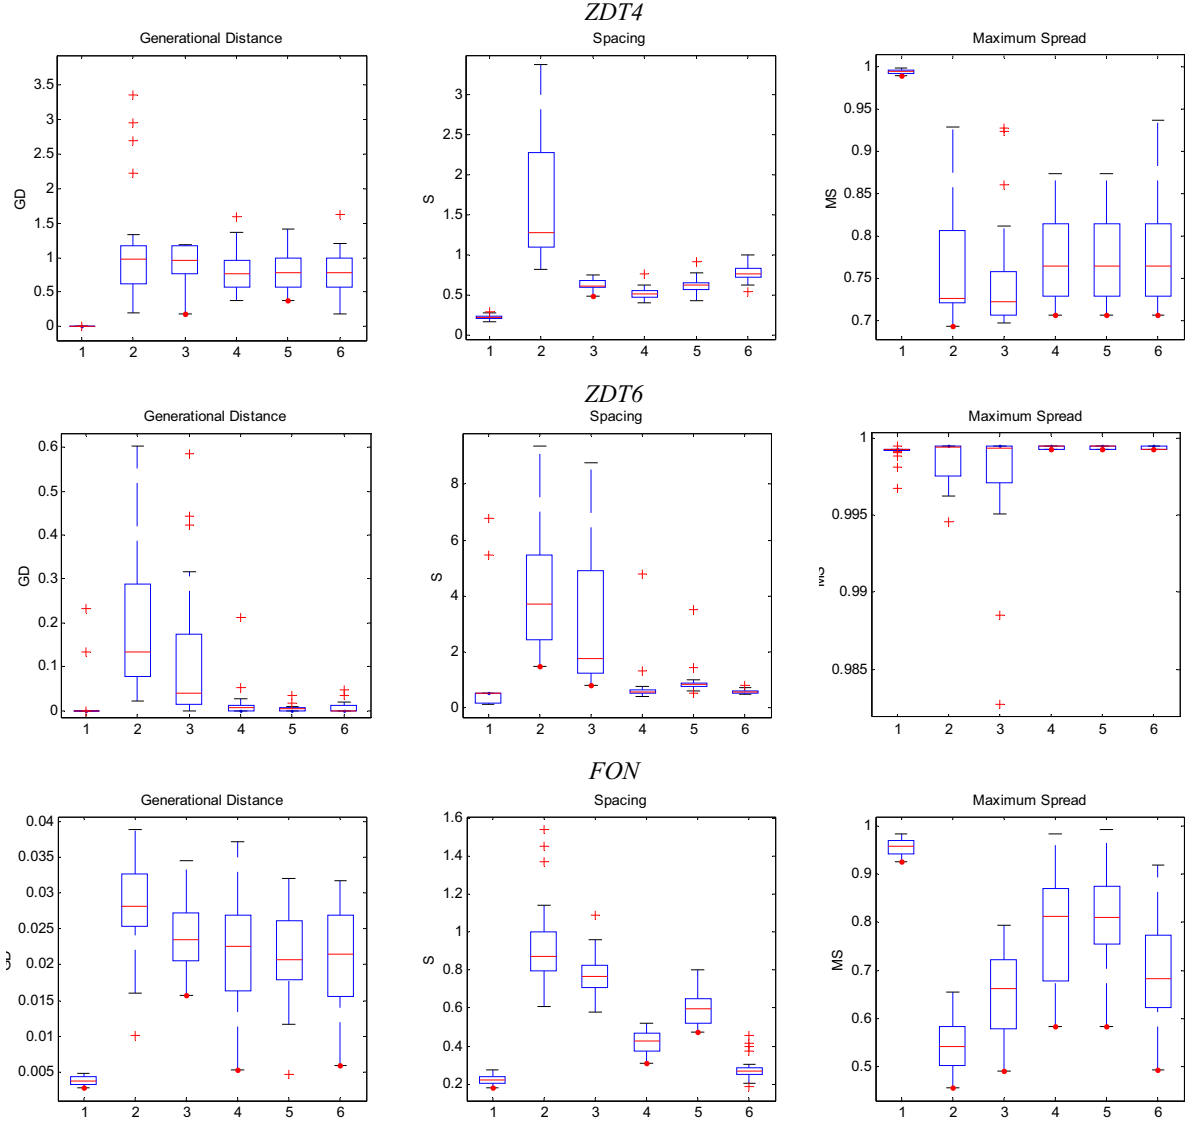 ZDT4
Generational Distance
Spacing
Maximum Spread
GD
3.5
3
2.5
2
1.5
1
0.5
0
1 2 3 4 5 6
S
3
2.5
2
1.5
1
0.5
0
1 2 3 4 5 6
MS
1
0.95
0.9
0.85
0.8
0.75
0.7
1 2 3 4 5 6
ZDT6
Generational Distance
Spacing
Maximum Spread
GD
0.6
0.5
0.4
0.3
0.2
0.1
0
1 2 3 4 5 6
S
8
6
4
2
0
1 2 3 4 5 6
MS
1
0.995
0.99
0.985
1 2 3 4 5 6
FON
Generational Distance
Spacing
Maximum Spread
GD
0.04
0.035
0.03
0.025
0.02
0.015
0.01
0.005
1 2 3 4 5 6
S
1.6
1.4
1.2
1
0.8
0.6
0.4
0.2
1 2 3 4 5 6
MS
1
0.9
0.8
0.7
0.6
0.5
1 2 3 4 5 6